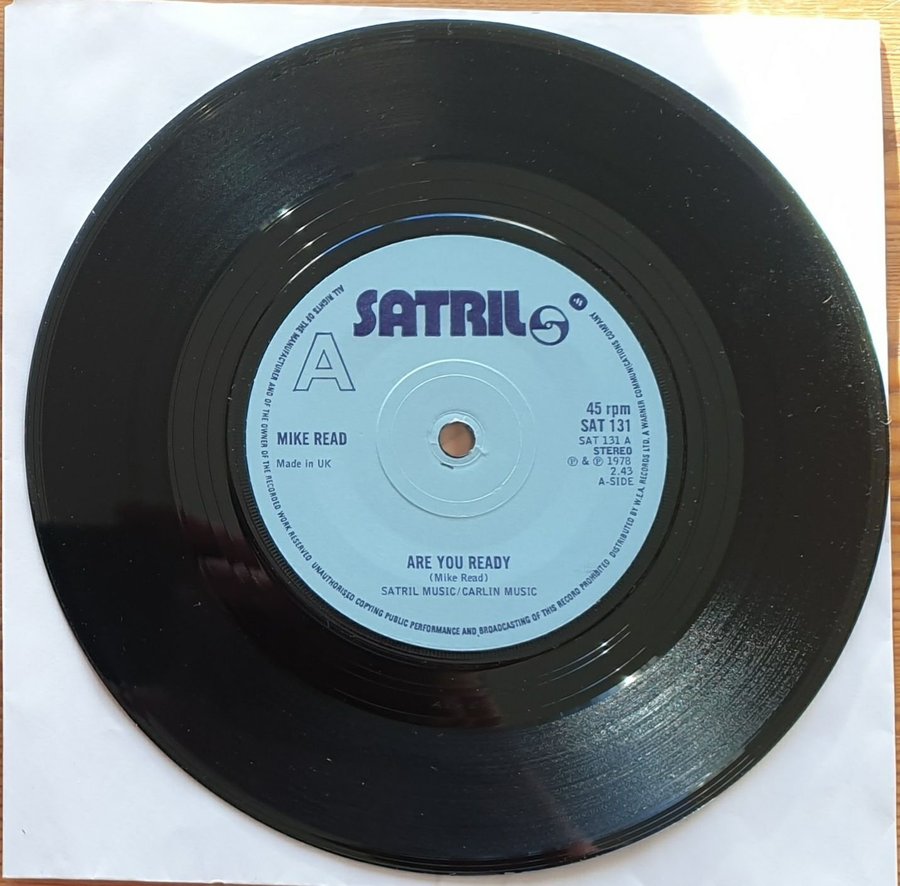 SATRIL
A
45 rpm
SAT 131
SAT 131 A
STEREO
℗ & ℗ 1978
2.43
A-SIDE
MIKE READ
Made in UK
ARE YOU READY
(Mike Read)
SATRIL MUSIC/CARLIN MUSIC
ALL RIGHTS OF THE MANUFACTURER AND OF THE OWNER OF THE RECORDED WORK RESERVED UNAUTHORISED COPYING PUBLIC PERFORMANCE AND BROADCASTING OF THIS RECORD PROHIBITED DISTRIBUTED BY W.E.A. RECORDS LTD. A WARNER COMMUNICATIONS COMPANY